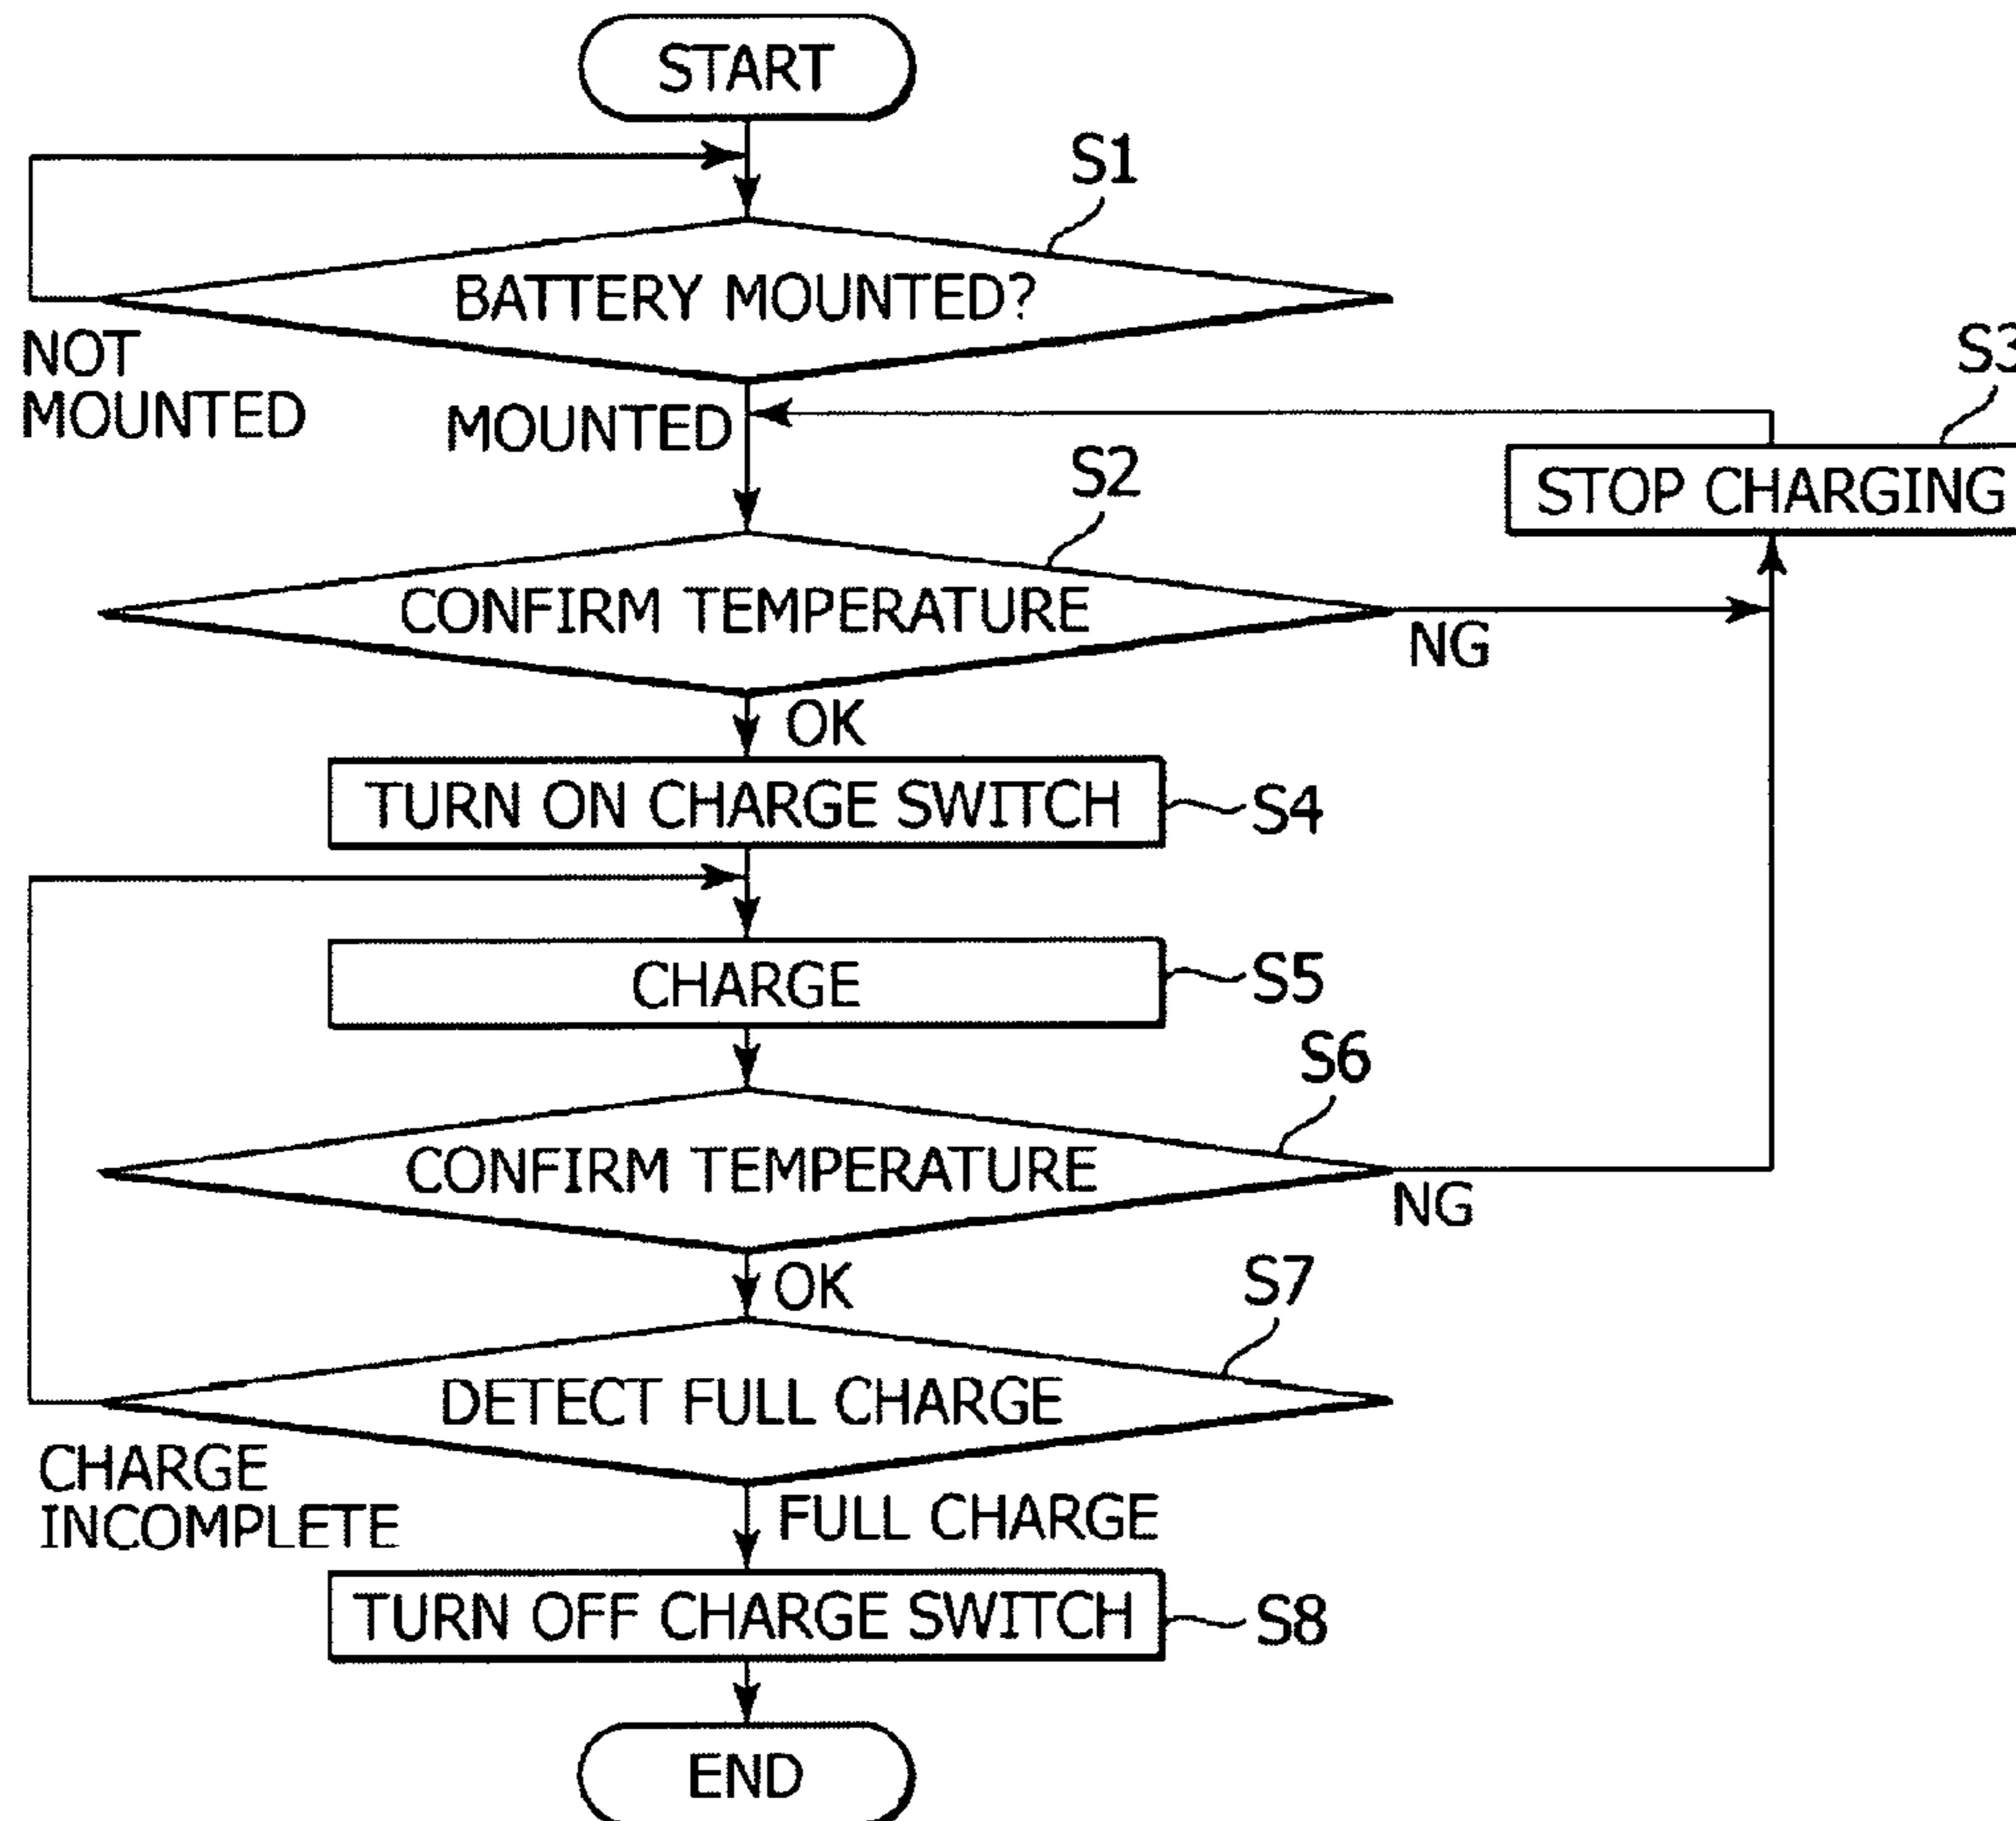 START
S1
BATTERY MOUNTED?
NOT
MOUNTED
MOUNTED
S3
STOP CHARGING
S2
CONFIRM TEMPERATURE
NG
OK
TURN ON CHARGE SWITCH
S4
CHARGE
S5
S6
CONFIRM TEMPERATURE
NG
OK
S7
DETECT FULL CHARGE
CHARGE
INCOMPLETE
FULL CHARGE
TURN OFF CHARGE SWITCH
S8
END